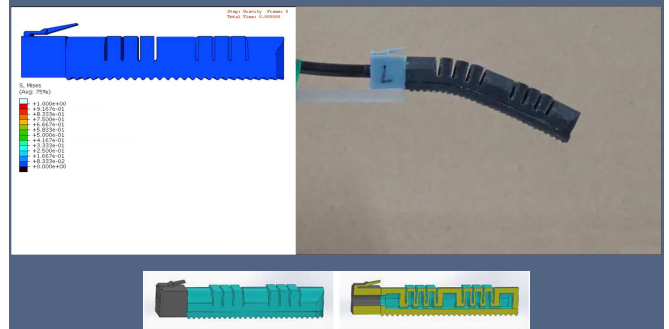 Step: Gravity Frame: 0
Total Time: 0.000000
S, Mises
(Avg: 75%)
+1.000e+00
+9.167e-01
+8.333e-01
+7.500e-01
+6.667e-01
+5.833e-01
+5.000e-01
+4.167e-01
+3.333e-01
+2.500e-01
+1.667e-01
+8.333e-02
+0.000e+00
L